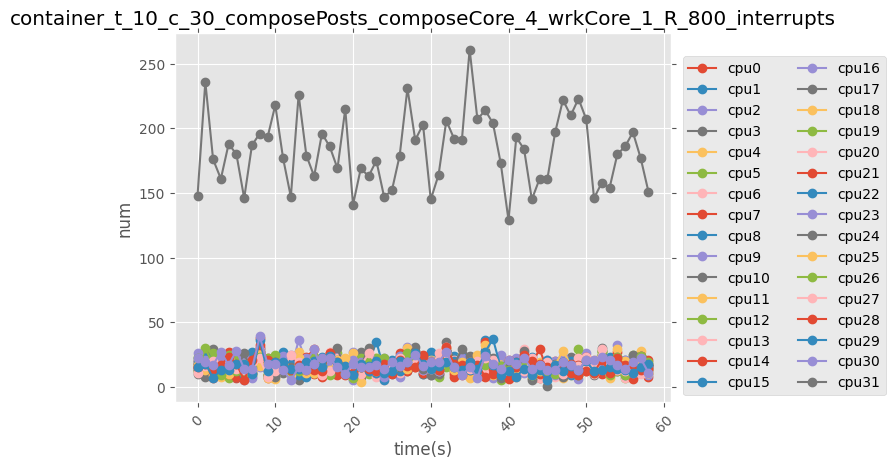 container_t_10_c_30_composePosts_composeCore_4_wrkCore_1_R_800_interrupts
num
250
200
150
100
50
0
0 10 20 30 40 50 60
time(s)
cpu0 cpu16
cpu1 cpu17
cpu2 cpu18
cpu3 cpu19
cpu4 cpu20
cpu5 cpu21
cpu6 cpu22
cpu7 cpu23
cpu8 cpu24
cpu9 cpu25
cpu10 cpu26
cpu11 cpu27
cpu12 cpu28
cpu13 cpu29
cpu14 cpu30
cpu15 cpu31